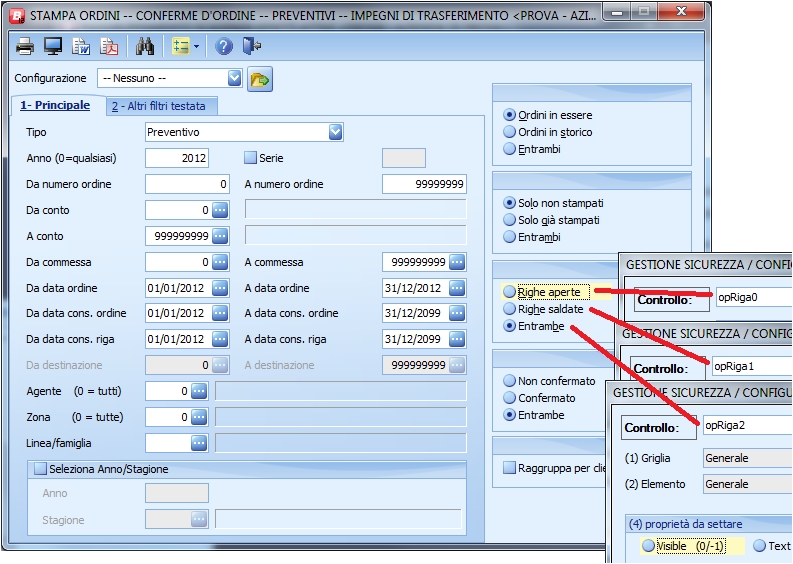 STAMPA ORDINI -- CONFERME D'ORDINE -- PREVENTIVI -- IMPEGNI DI TRASFERIMENTO <PROVA - AZI...
Configurazione -- Nessuno --
1- Principale 2 - Altri filtri testata
Tipo Preventivo
Anno (0=qualsiasi) 2012 Serie
Da numero ordine 0 A numero ordine 99999999
Da conto 0
A conto 999999999
Da commessa 0 A commessa 999999999
Da data ordine 01/01/2012 A data ordine 31/12/2012
Da data cons. ordine 01/01/2012 A data cons. ordine 31/12/2099
Da data cons. riga 01/01/2012 A data cons. riga 31/12/2099
Da destinazione 0 A destinazione 999999999
Agente (0 = tutti) 0
Zona (0 = tutte) 0
Linea/famiglia
Seleziona Anno/Stagione
Anno
Stagione
Ordini in essere
Ordini in storico
Entrambi
Solo non stampati
Solo già stampati
Entrambi
Righe aperte
Righe saldate
Entrambe
Non confermato
Confermato
Entrambe
Raggruppa per clie
GESTIONE SICUREZZA / CONFI
Controllo: opRiga0
GESTIONE SICUREZZA / CONFIG
Controllo: opRiga1
GESTIONE SICUREZZA / CONFIGU
Controllo: opRiga2
(1) Griglia Generale
(2) Elemento Generale
(4) proprietà da settare
Visible (0/-1) Text